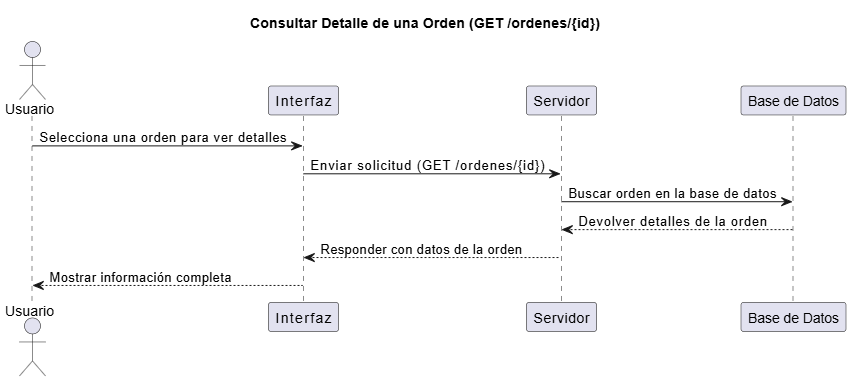 Consultar Detalle de una Orden (GET /ordenes/{id})
Usuario
Interfaz
Servidor
Base de Datos
Selecciona una orden para ver detalles
Enviar solicitud (GET /ordenes/{id})
Buscar orden en la base de datos
Devolver detalles de la orden
Responder con datos de la orden
Mostrar información completa
Usuario
Interfaz
Servidor
Base de Datos